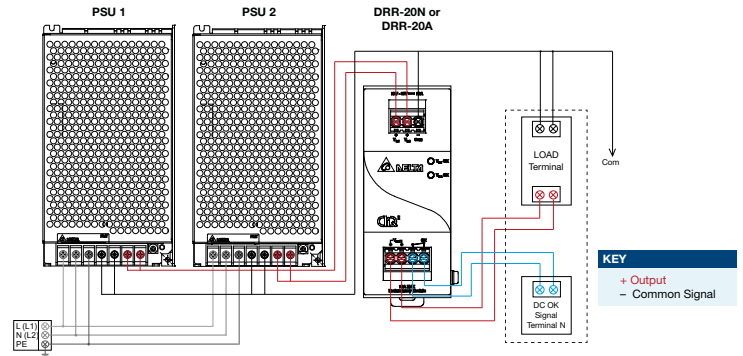 PSU 1
PSU 2
DRR-20N or
DRR-20A
LOAD
Terminal
Com
KEY
+ Output
– Common Signal
DC OK
Signal
Terminal N
L (L1)
N (L2)
PE